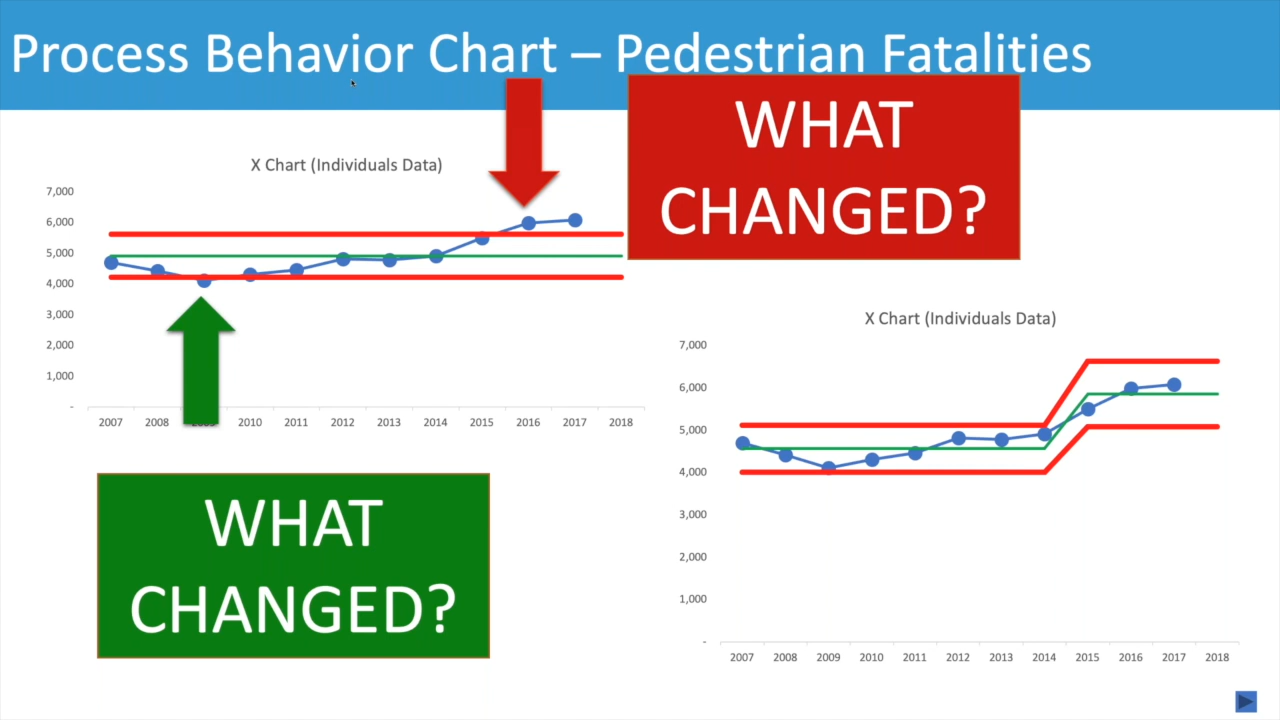 Process Behavior Chart – Pedestrian Fatalities
WHAT
CHANGED?
X Chart (Individuals Data)
7,000
6,000
5,000
4,000
3,000
2,000
1,000
-
2007 2008 2009 2010 2011 2012 2013 2014 2015 2016 2017 2018
WHAT
CHANGED?
X Chart (Individuals Data)
7,000
6,000
5,000
4,000
3,000
2,000
1,000
-
2007 2008 2009 2010 2011 2012 2013 2014 2015 2016 2017 2018